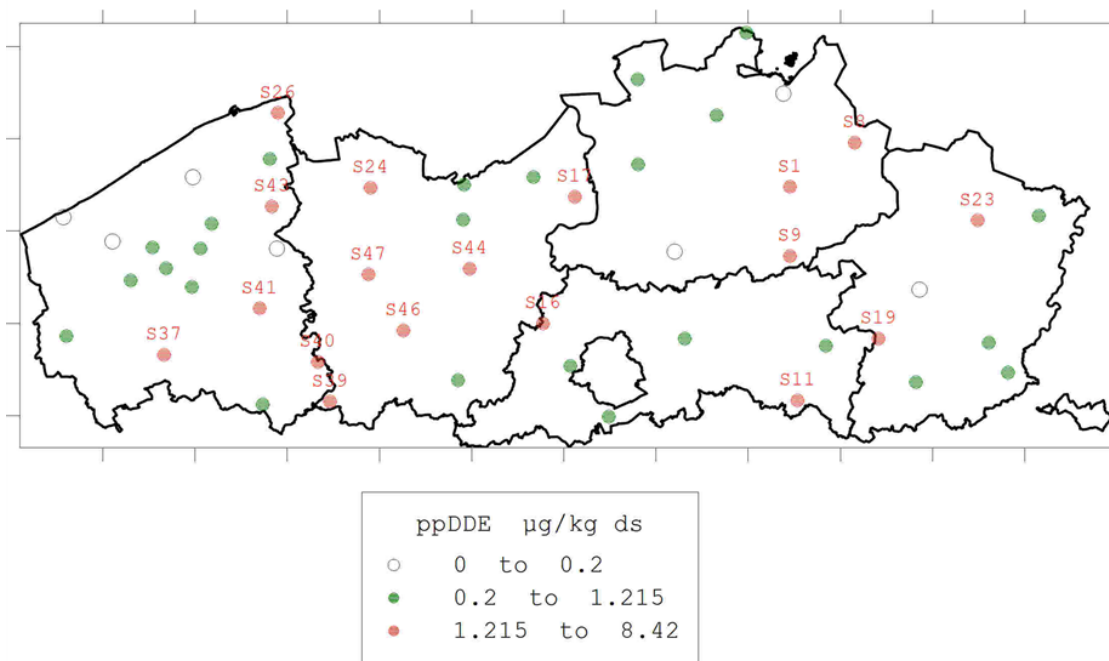 S26
S8
S24
S17
S1
S43
S23
S9
S44
S47
S41
S16
S46
S19
S40
S37
S39
S11
ppDDE µg/kg ds
0 to 0.2
0.2 to 1.215
1.215 to 8.42